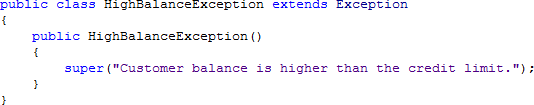 public class HighBalanceException extends Exception
{
    public HighBalanceException()
    {
        super("Customer balance is higher than the credit limit.");
    }
}